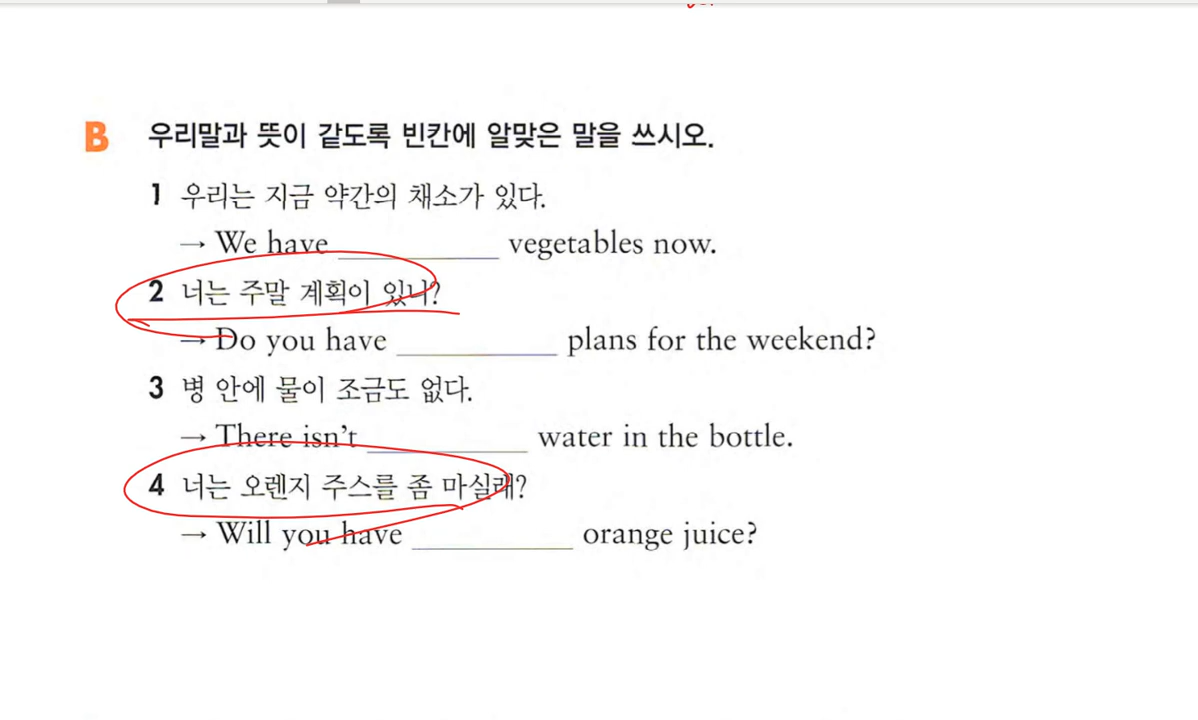 B 우리말과 뜻이 같도록 빈칸에 알맞은 말을 쓰시오.
1 우리는 지금 약간의 채소가 있다.
→ We have __________ vegetables now.
2 너는 주말 계획이 있니?
→ Do you have __________ plans for the weekend?
3 병 안에 물이 조금도 없다.
→ There isn't __________ water in the bottle.
4 너는 오렌지 주스를 좀 마실래?
→ Will you have __________ orange juice?